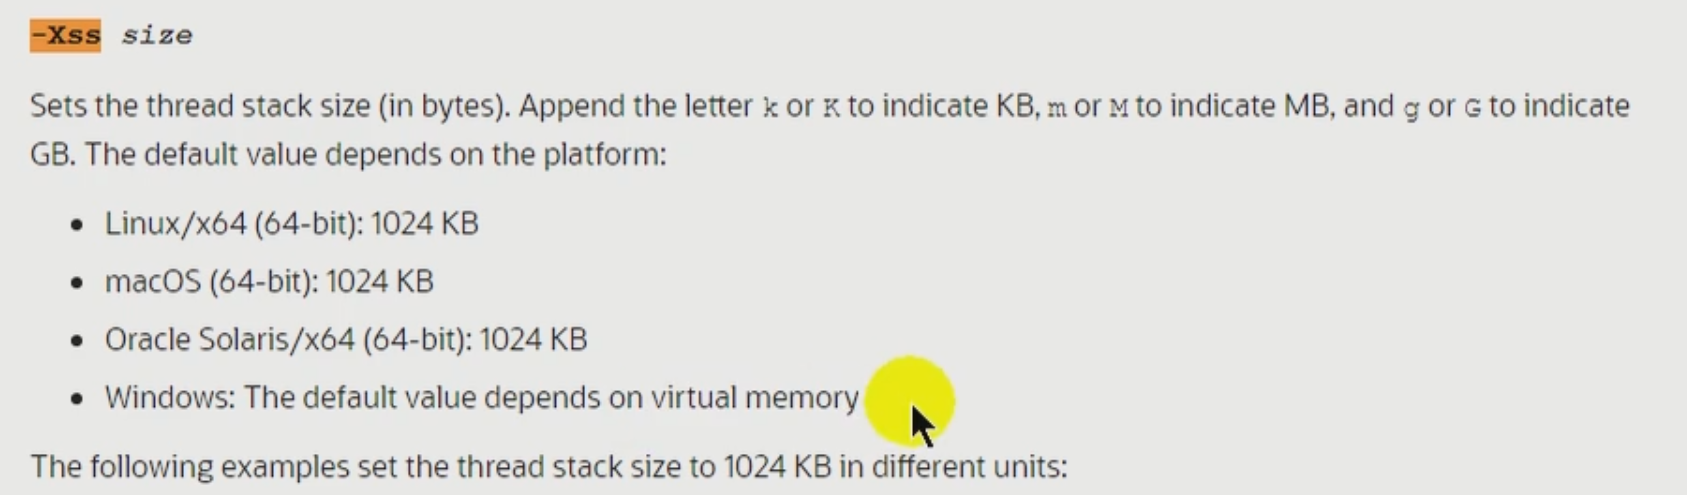 -Xss size
Sets the thread stack size (in bytes). Append the letter k or K to indicate KB, m or M to indicate MB, and g or G to indicate
GB. The default value depends on the platform:
• Linux/x64 (64-bit): 1024 KB
• macOS (64-bit): 1024 KB
• Oracle Solaris/x64 (64-bit): 1024 KB
• Windows: The default value depends on virtual memory
The following examples set the thread stack size to 1024 KB in different units: